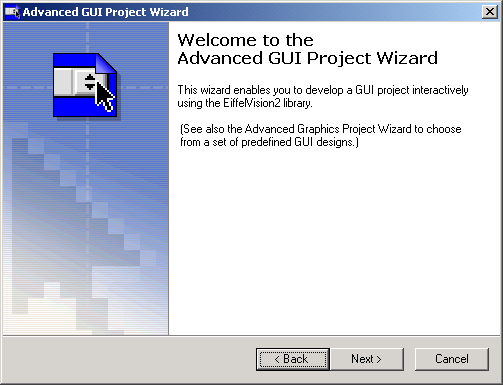 Advanced GUI Project Wizard
Welcome to the
Advanced GUI Project Wizard
This wizard enables you to develop a GUI project interactively
using the EiffelVision2 library.
(See also the Advanced Graphics Project Wizard to choose
from a set of predefined GUI designs.)
< Back
Next >
Cancel